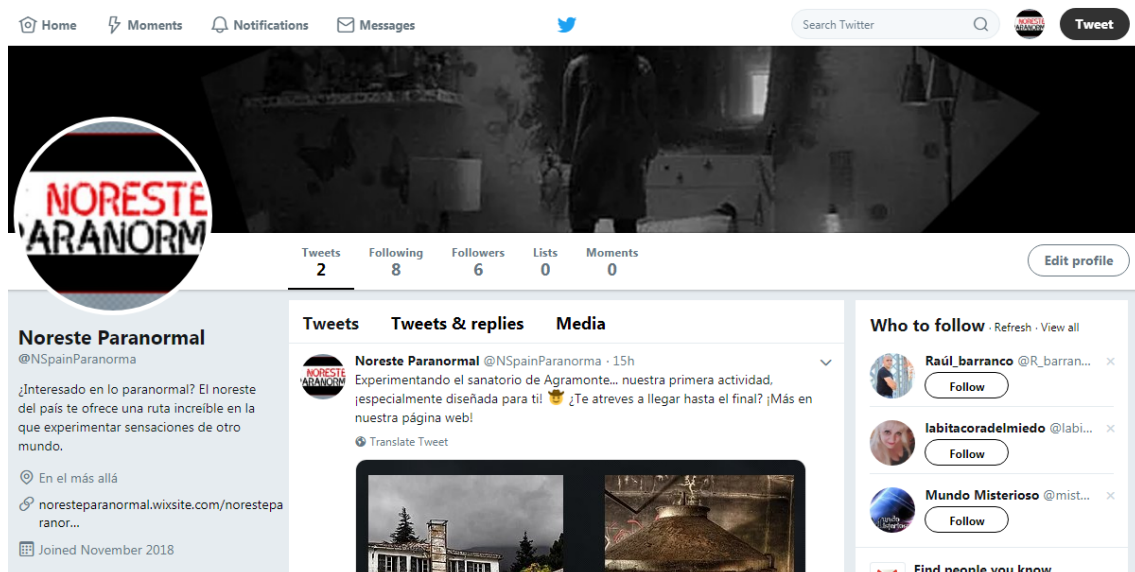 Home Moments Notifications Messages Search Twitter Tweet
NORESTE
ARANORM
NORESTE
PARANORM
Tweets Following Followers Lists Moments
2 8 6 0 0
Edit profile
Noreste Paranormal
@NSpainParanorma
¿Interesado en lo paranormal? El noreste
del país te ofrece una ruta increíble en la
que experimentar sensaciones de otro
mundo.
En el más allá
noresteparanormal.wixsite.com/norestepa
ranor...
Joined November 2018
Tweets Tweets & replies Media
NORESTE
ARANORM
Noreste Paranormal @NSpainParanorma · 15h
Experimentando el sanatorio de Agramonte... nuestra primera actividad,
¡especialmente diseñada para ti! 🤠 ¿Te atreves a llegar hasta el final? ¡Más en
nuestra página web!
Translate Tweet
Who to follow · Refresh · View all
Raúl_barranco @R_barran...
Follow
labitacoradelmiedo @labi...
Follow
Mundo Misterioso @mist...
Follow
Find people you know